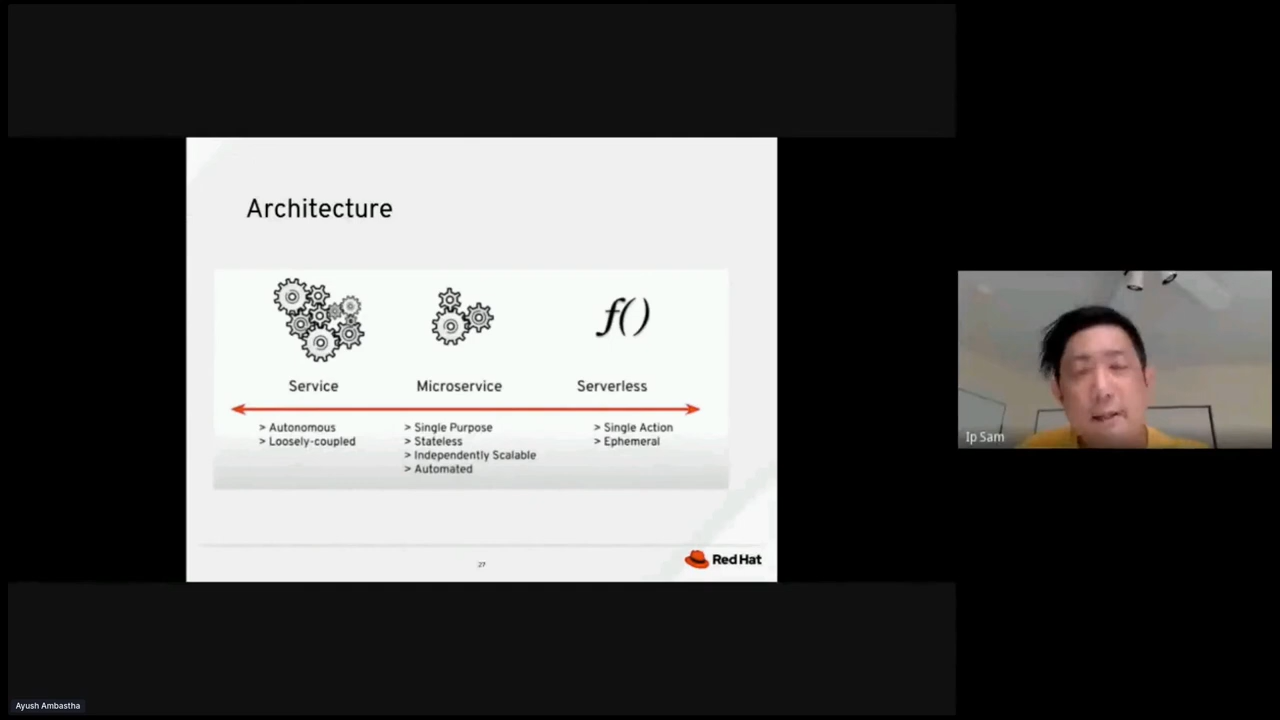 Architecture
f()
Service
Microservice
Serverless
> Autonomous
> Loosely-coupled
> Single Purpose
> Stateless
> Independently Scalable
> Automated
> Single Action
> Ephemeral
27
Red Hat
Ip Sam
Ayush Ambastha